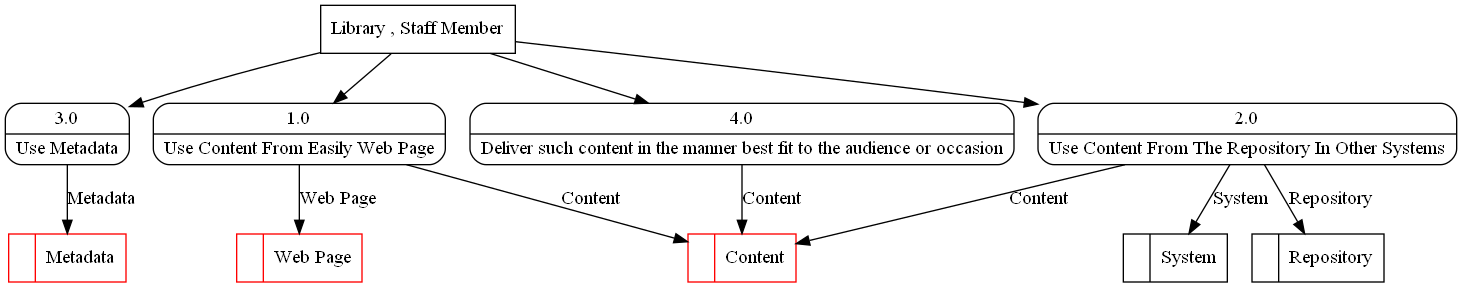 Library , Staff Member
3.0
Use Metadata
1.0
Use Content From Easily Web Page
4.0
Deliver such content in the manner best fit to the audience or occasion
2.0
Use Content From The Repository In Other Systems
Metadata
Web Page
Content
Content
Content
System
Repository
Metadata
Web Page
Content
System
Repository